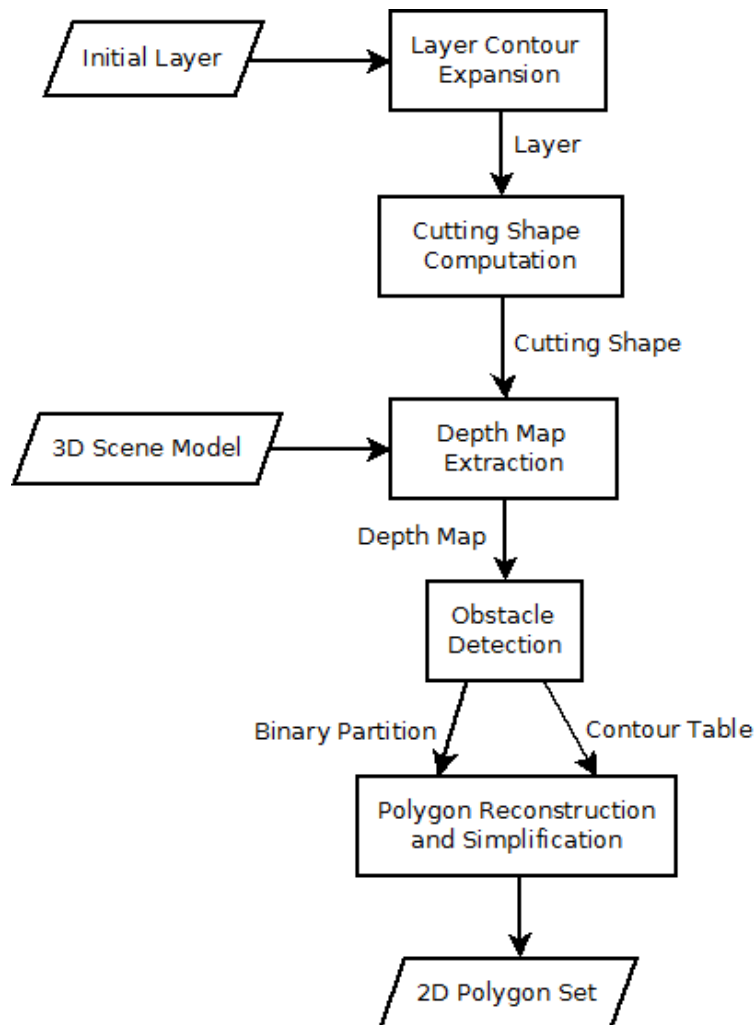 Initial Layer
Layer Contour
Expansion
Layer
Cutting Shape
Computation
Cutting Shape
3D Scene Model
Depth Map
Extraction
Depth Map
Obstacle
Detection
Binary Partition
Contour Table
Polygon Reconstruction
and Simplification
2D Polygon Set